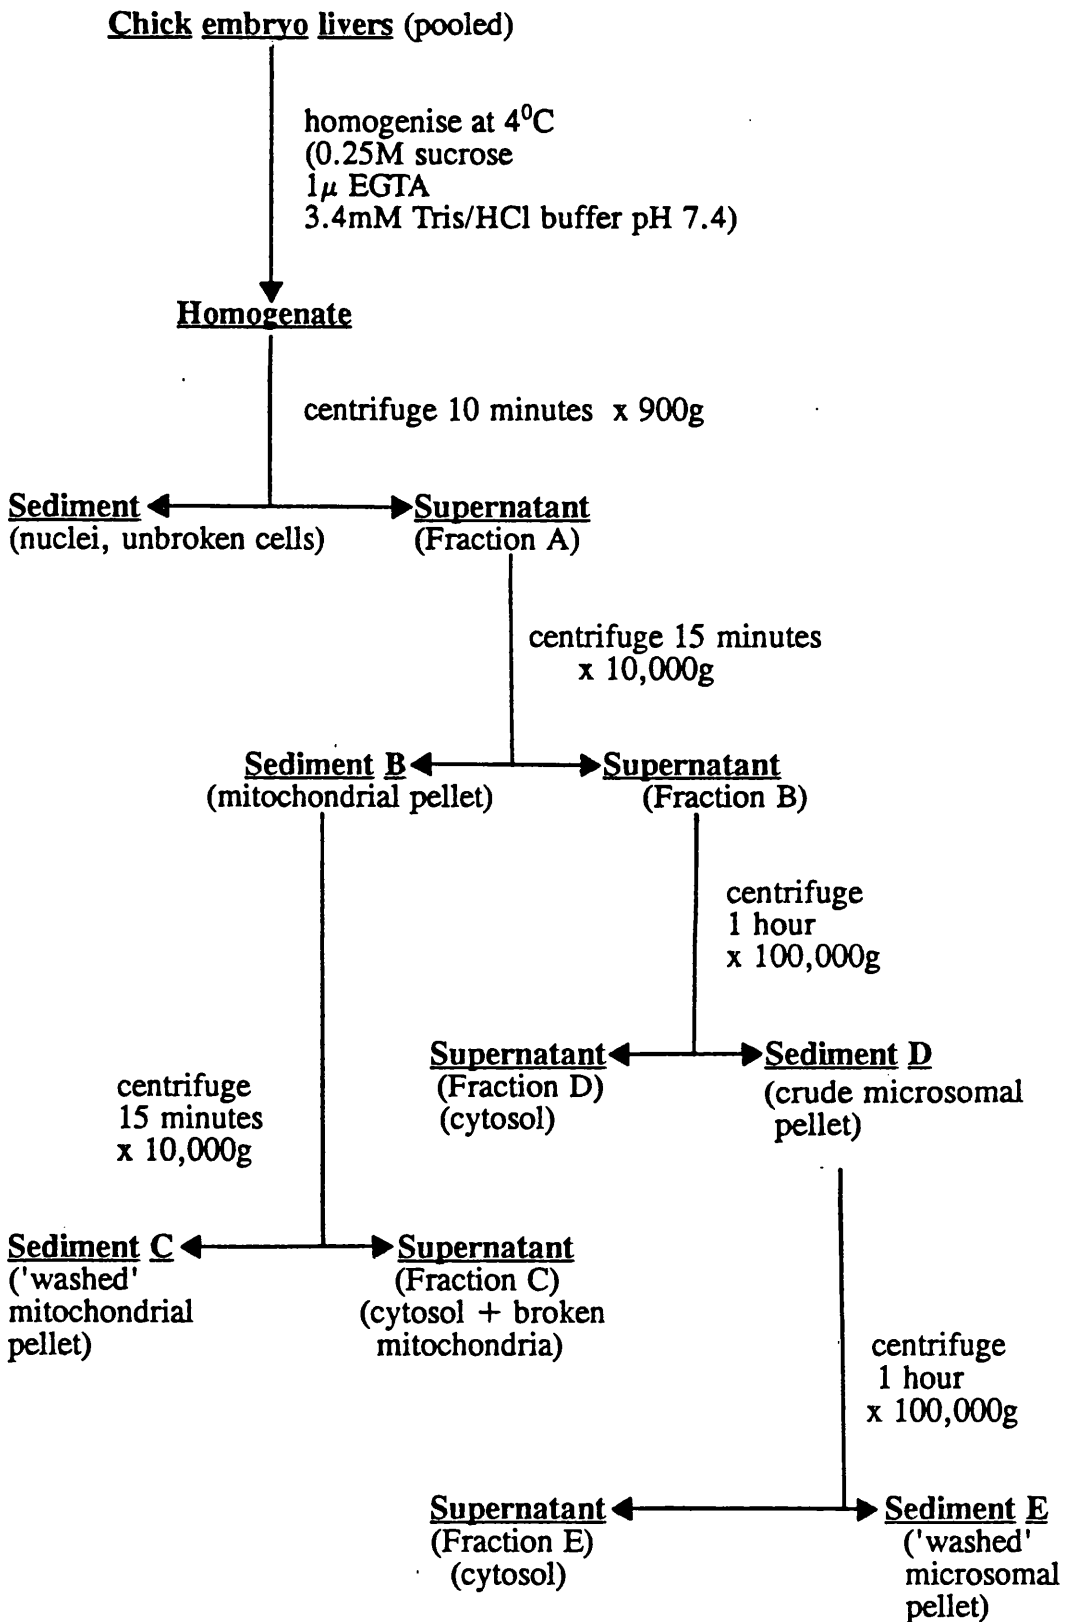 Chick embryo livers (pooled)
homogenise at 4⁰C
(0.25M sucrose
1μ EGTA
3.4mM Tris/HCl buffer pH 7.4)
Homogenate
centrifuge 10 minutes x 900g
Sediment
(nuclei, unbroken cells)
Supernatant
(Fraction A)
centrifuge 15 minutes
x 10,000g
Sediment B
(mitochondrial pellet)
Supernatant
(Fraction B)
centrifuge
1 hour
x 100,000g
Supernatant
(Fraction D)
(cytosol)
Sediment D
(crude microsomal
pellet)
centrifuge
15 minutes
x 10,000g
Sediment C
('washed'
mitochondrial
pellet)
Supernatant
(Fraction C)
(cytosol + broken
mitochondria)
centrifuge
1 hour
x 100,000g
Supernatant
(Fraction E)
(cytosol)
Sediment E
('washed'
microsomal
pellet)